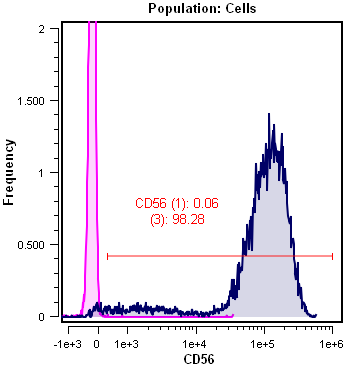 Population: Cells
Frequency
2
1.500
1
0.500
0
CD56 (1): 0.06
(3): 98.28
-1e+3 0 1e+3 1e+4 1e+5 1e+6
CD56